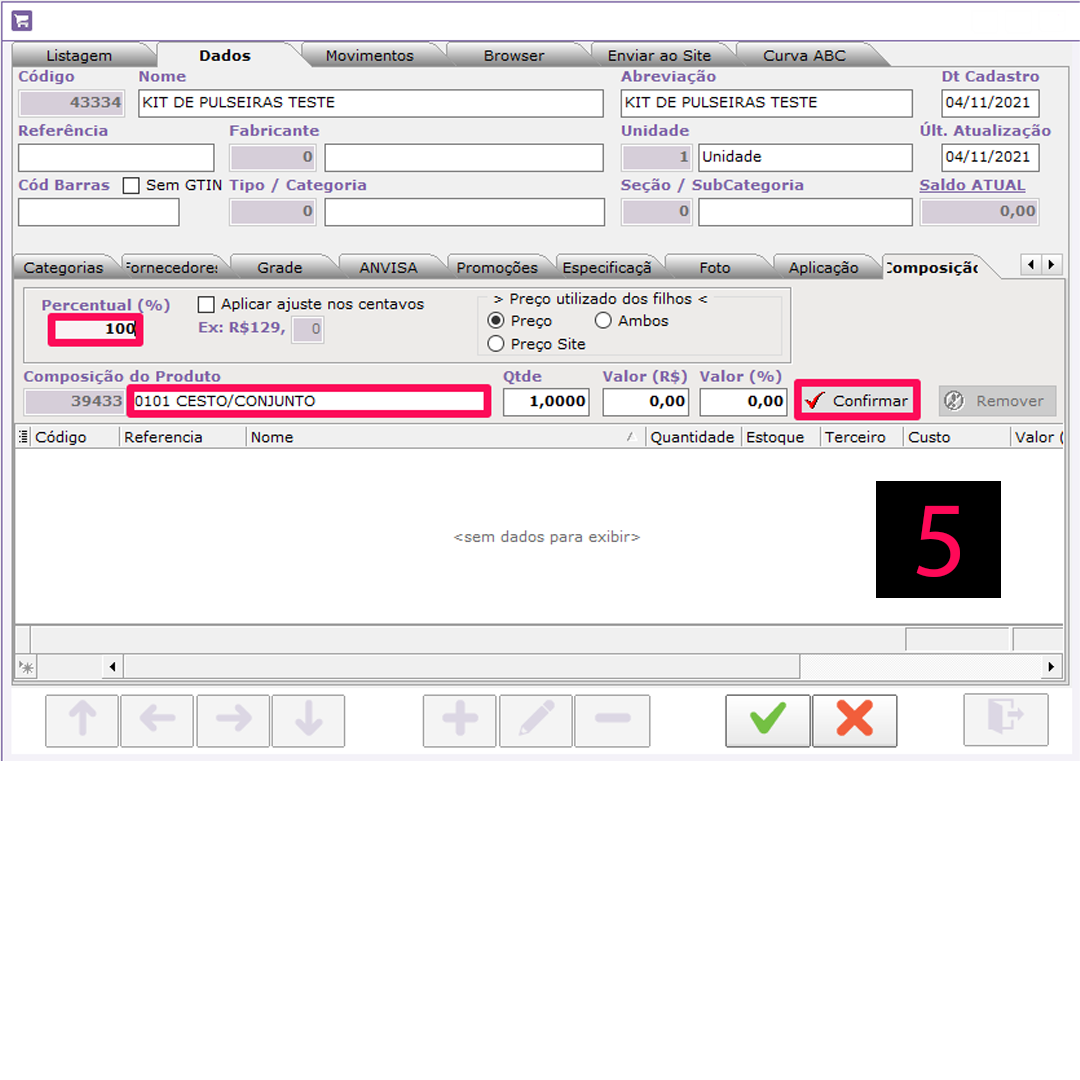 Listagem Dados Movimentos Browser Enviar ao Site Curva ABC
Código Nome Abreviação Dt Cadastro
43334 KIT DE PULSEIRAS TESTE KIT DE PULSEIRAS TESTE 04/11/2021
Referência Fabricante Unidade Últ. Atualização
0 1 Unidade 04/11/2021
Cód Barras Sem GTIN Tipo / Categoria Seção / SubCategoria Saldo ATUAL
0 0 0,00
Categorias Fornecedores Grade ANVISA Promoções Especificaçã Foto Aplicação Composição
Percentual (%) Aplicar ajuste nos centavos > Preço utilizado dos filhos <
100 Ex: R$129, 0 Preço Ambos
Preço Site
Composição do Produto Qtde Valor (R$) Valor (%)
39433 0101 CESTO/CONJUNTO 1,0000 0,00 0,00 Confirmar Remover
Código Referencia Nome Quantidade Estoque Terceiro Custo Valor (
<sem dados para exibir>
5